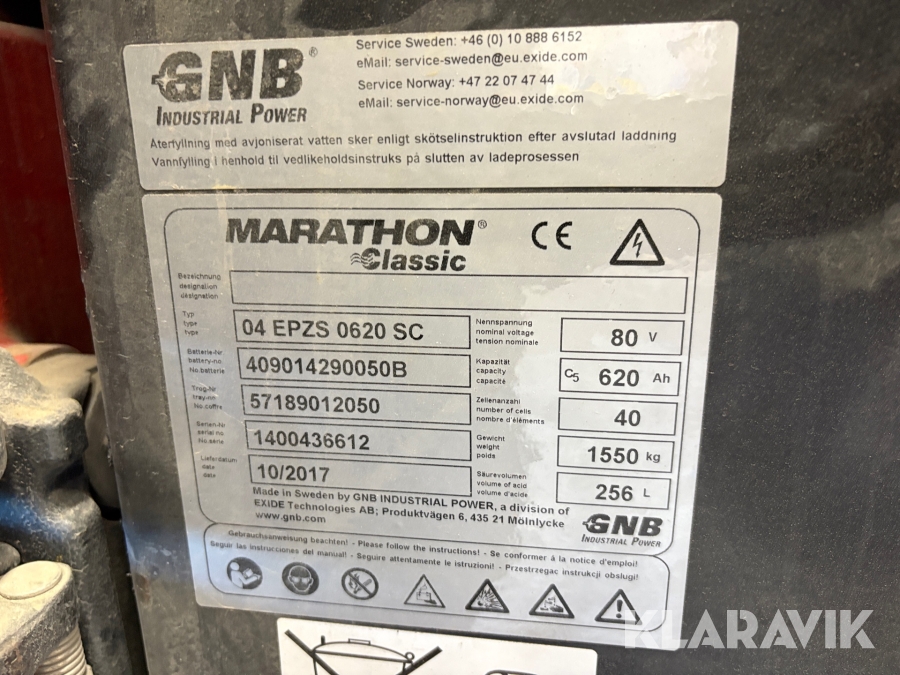 GNB®
INDUSTRIAL POWER
Service Sweden: +46 (0) 10 888 6152
eMail: service-sweden@eu.exide.com
Service Norway: +47 22 07 47 44
eMail: service-norway@eu.exide.com
Återfyllning med avjoniserat vatten sker enligt skötselinstruktion efter avslutad laddning
Vannfylling i henhold til vedlikeholdsinstruks på slutten av ladeprosessen
MARATHON®
Classic
CE
Bezeichnung
designation
désignation
Typ
type
type
04 EPZS 0620 SC
Batterie-Nr.
battery-no.
No.batterie
409014290050B
Trog-Nr
tray-nr
No.coffre
57189012050
Serien-Nr
serial no.
No.serie
1400436612
Liefe-datum
date
date
10/2017
Nennspannung
nominal voltage
tension nominale
80 V
Kapazität
capacity
capacité
C5 620 Ah
Zellenanzahl
number of cells
nombre d'éléments
40
Gewicht
weight
poids
1550 kg
Säurevolumen
volume of acid
volume d'acide
256 L
Made in Sweden by GNB INDUSTRIAL POWER, a division of
EXIDE Technologies AB; Produktvägen 6, 435 21 Mölnlycke
www.gnb.com
GNB
INDUSTRIAL POWER
Gebrauchsanweisung beachten! - Please follow the instructions! - Se conformer à la notice d'emploi!
Seguir las instrucciones del manual! - Seguire attentamente le istruzioni! - Przestrzegac instrukcji obslugi!
KLARAVIK